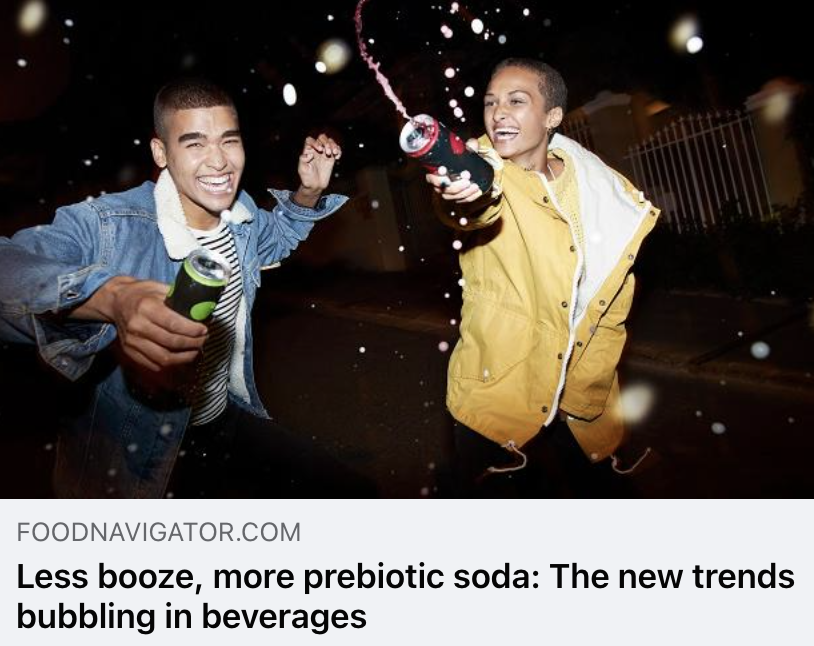 FOODNAVIGATOR.COM
Less booze, more prebiotic soda: The new trends
bubbling in beverages